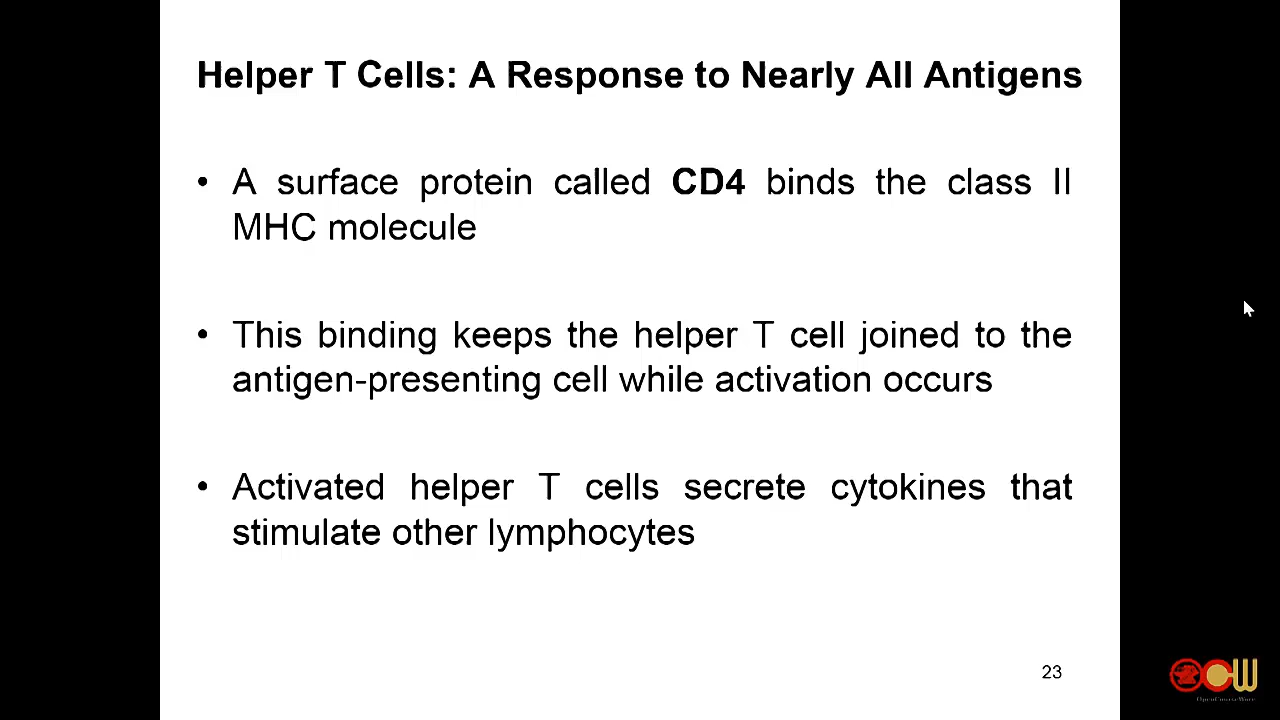 Helper T Cells: A Response to Nearly All Antigens
• A surface protein called CD4 binds the class II
MHC molecule
• This binding keeps the helper T cell joined to the
antigen-presenting cell while activation occurs
• Activated helper T cells secrete cytokines that
stimulate other lymphocytes
23
OCW
OpenCourseWare